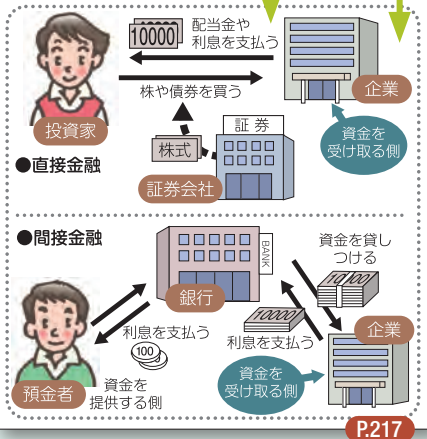 10000
配当金や
利息を支払う
株や債券を買う
投資家
企業
資金を
受け取る側
●直接金融
株式
証券
証券会社
●間接金融
BANK
銀行
資金を貸し
つける
10000
利息を支払う
100
10000
利息を支払う
企業
預金者
資金を
提供する側
資金を
受け取る側
P.217